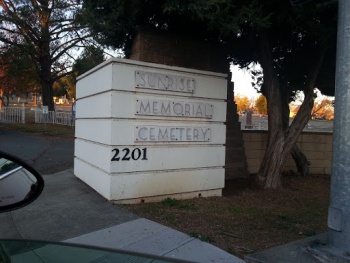 SUNRISE
MEMORIAL
CEMETERY
2201